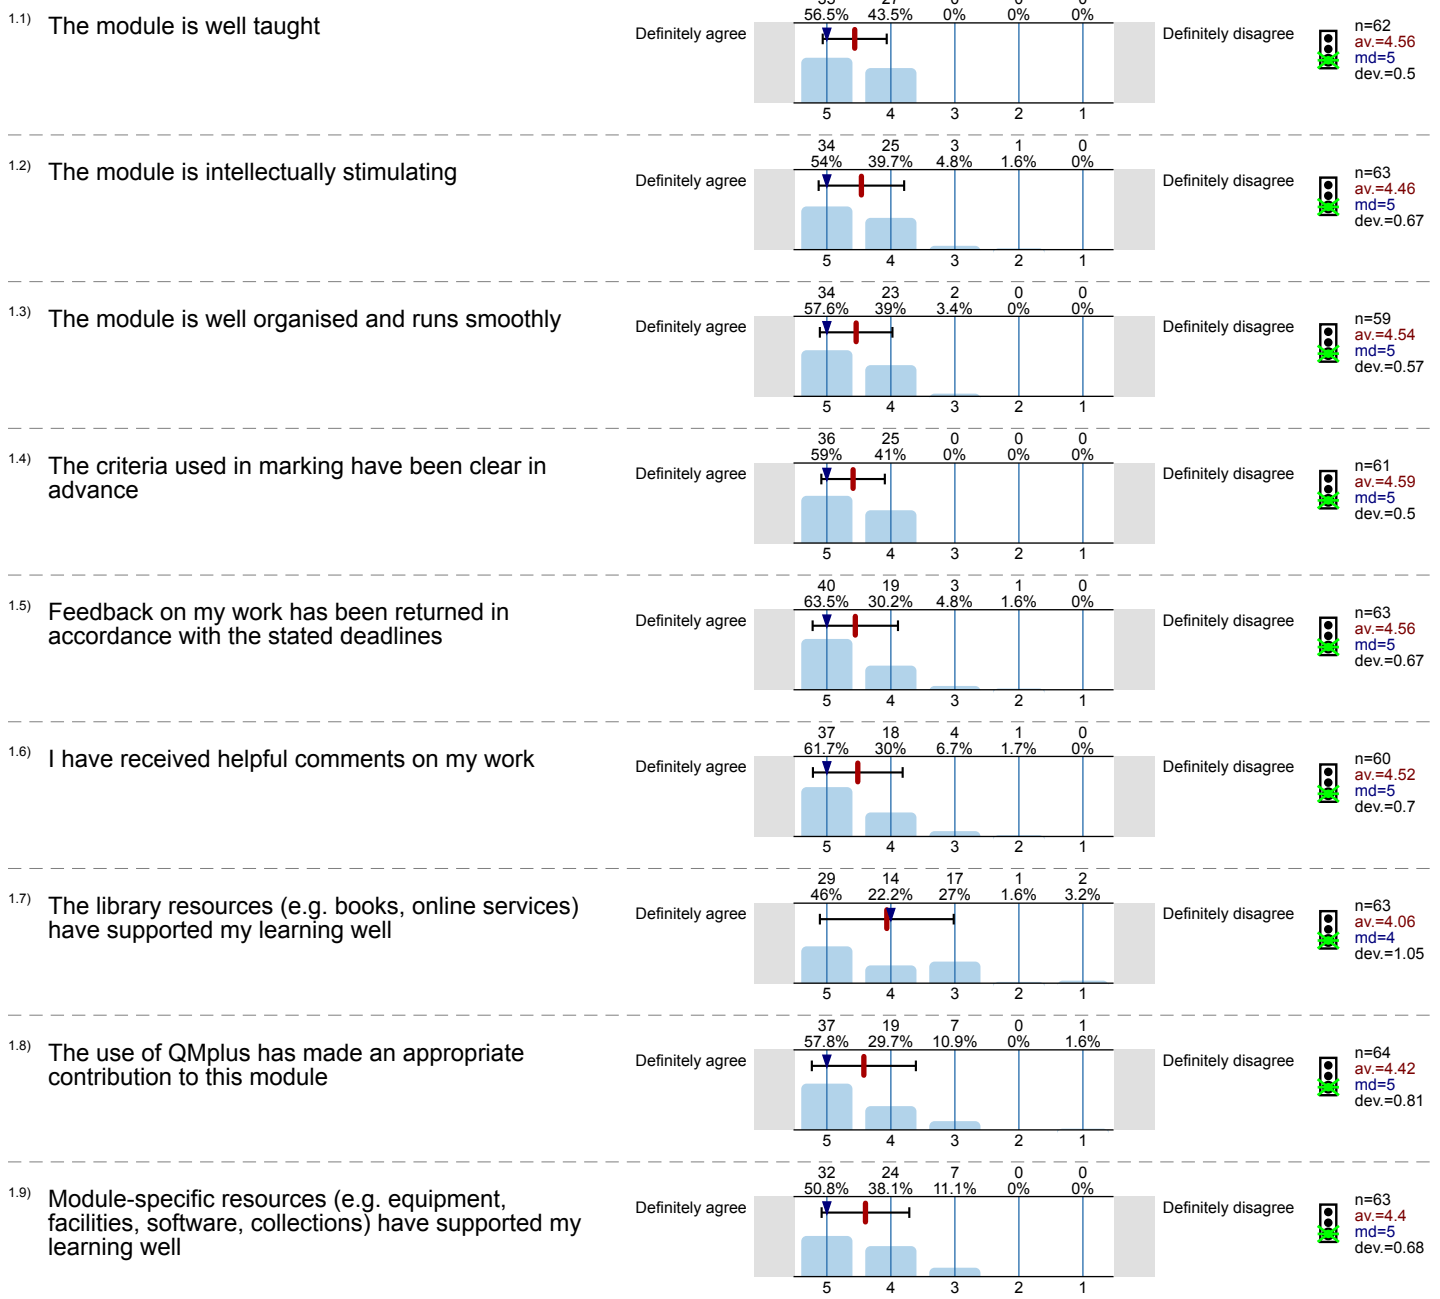 35 27 0 0 0
1.1) The module is well taught
56.5% 43.5% 0% 0% 0%
Definitely agree
Definitely disagree
n=62
av.=4.56
md=5
dev.=0.5
5 4 3 2 1
34 25 3 1 0
1.2) The module is intellectually stimulating
54% 39.7% 4.8% 1.6% 0%
Definitely agree
Definitely disagree
n=63
av.=4.46
md=5
dev.=0.67
5 4 3 2 1
34 23 2 0 0
1.3) The module is well organised and runs smoothly
57.6% 39% 3.4% 0% 0%
Definitely agree
Definitely disagree
n=59
av.=4.54
md=5
dev.=0.57
5 4 3 2 1
36 25 0 0 0
1.4) The criteria used in marking have been clear in
advance
59% 41% 0% 0% 0%
Definitely agree
Definitely disagree
n=61
av.=4.59
md=5
dev.=0.5
5 4 3 2 1
40 19 3 1 0
1.5) Feedback on my work has been returned in
accordance with the stated deadlines
63.5% 30.2% 4.8% 1.6% 0%
Definitely agree
Definitely disagree
n=63
av.=4.56
md=5
dev.=0.67
5 4 3 2 1
37 18 4 1 0
1.6) I have received helpful comments on my work
61.7% 30% 6.7% 1.7% 0%
Definitely agree
Definitely disagree
n=60
av.=4.52
md=5
dev.=0.7
5 4 3 2 1
29 14 17 1 2
1.7) The library resources (e.g. books, online services)
have supported my learning well
46% 22.2% 27% 1.6% 3.2%
Definitely agree
Definitely disagree
n=63
av.=4.06
md=4
dev.=1.05
5 4 3 2 1
37 19 7 0 1
1.8) The use of QMplus has made an appropriate
contribution to this module
57.8% 29.7% 10.9% 0% 1.6%
Definitely agree
Definitely disagree
n=64
av.=4.42
md=5
dev.=0.81
5 4 3 2 1
32 24 7 0 0
1.9) Module-specific resources (e.g. equipment,
facilities, software, collections) have supported my
learning well
50.8% 38.1% 11.1% 0% 0%
Definitely agree
Definitely disagree
n=63
av.=4.4
md=5
dev.=0.68
5 4 3 2 1